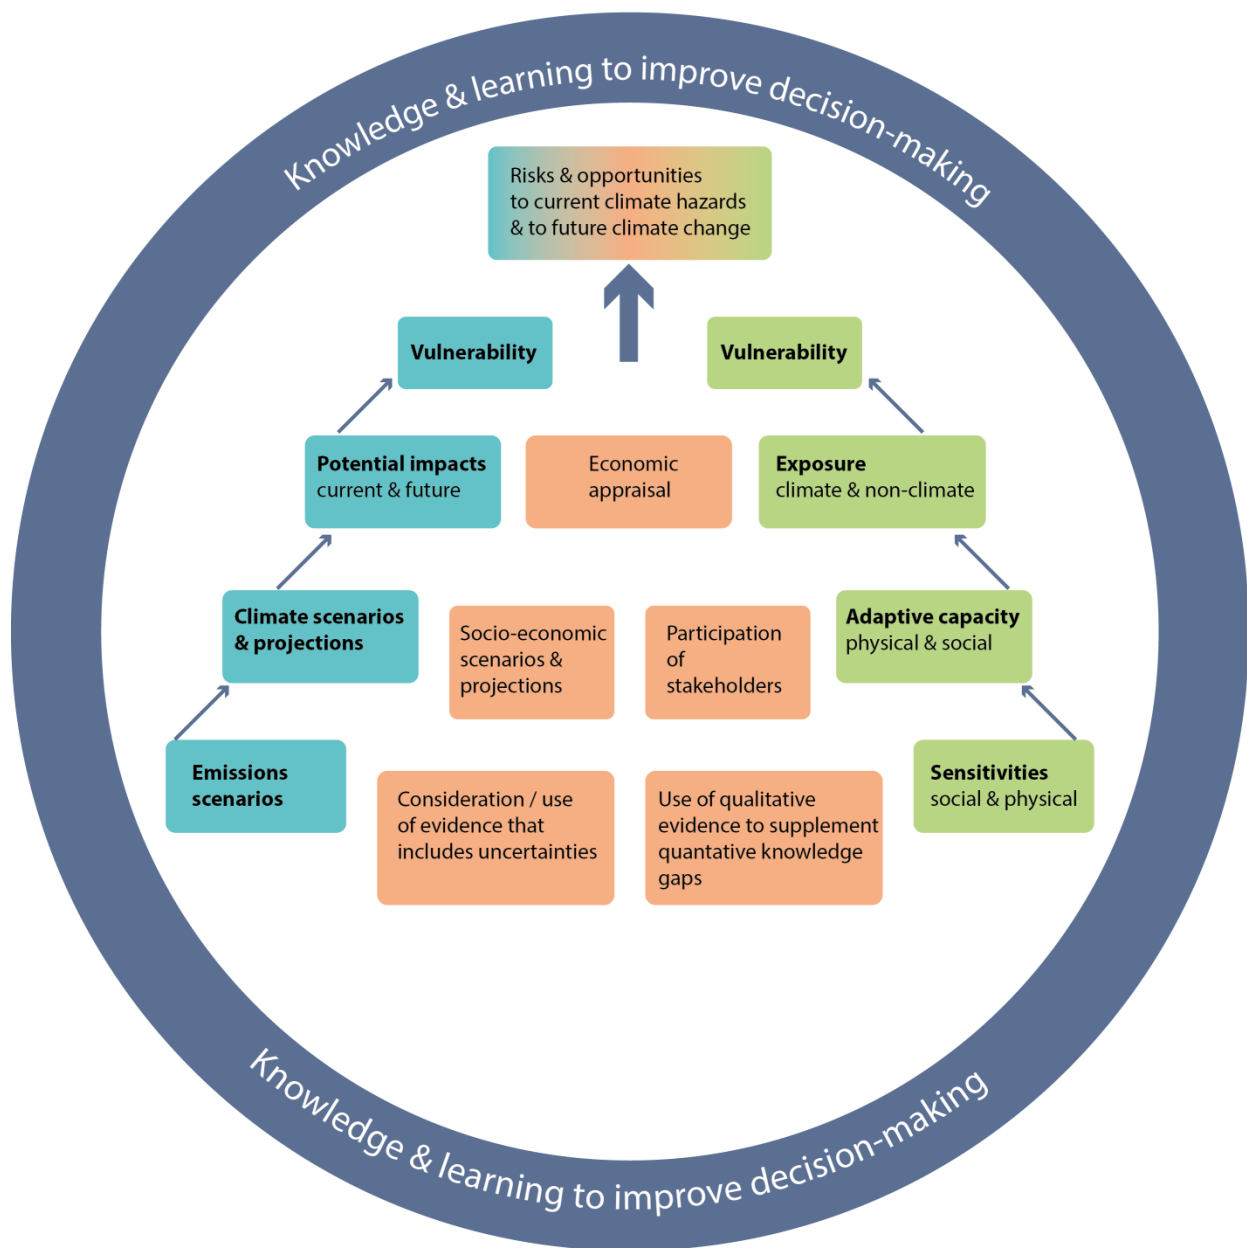 Knowledge & learning to improve decision-making
Risks & opportunities
to current climate hazards
& to future climate change
Vulnerability
Vulnerability
Potential impacts
current & future
Economic
appraisal
Exposure
climate & non-climate
Climate scenarios
& projections
Socio-economic
scenarios &
projections
Participation
of
stakeholders
Adaptive capacity
physical & social
Emissions
scenarios
Consideration / use
of evidence that
includes uncertainties
Use of qualitative
evidence to supplement
quantative knowledge
gaps
Sensitivities
social & physical
Knowledge & learning to improve decision-making